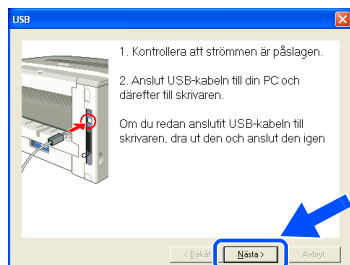 USB
1. Kontrollera att strömmen är påslagen.
2. Anslut USB-kabeln till din PC och
därefter till skrivaren.
Om du redan anslutit USB-kabeln till
skrivaren, dra ut den och anslut den igen
< Bakåt Nästa > Avbryt